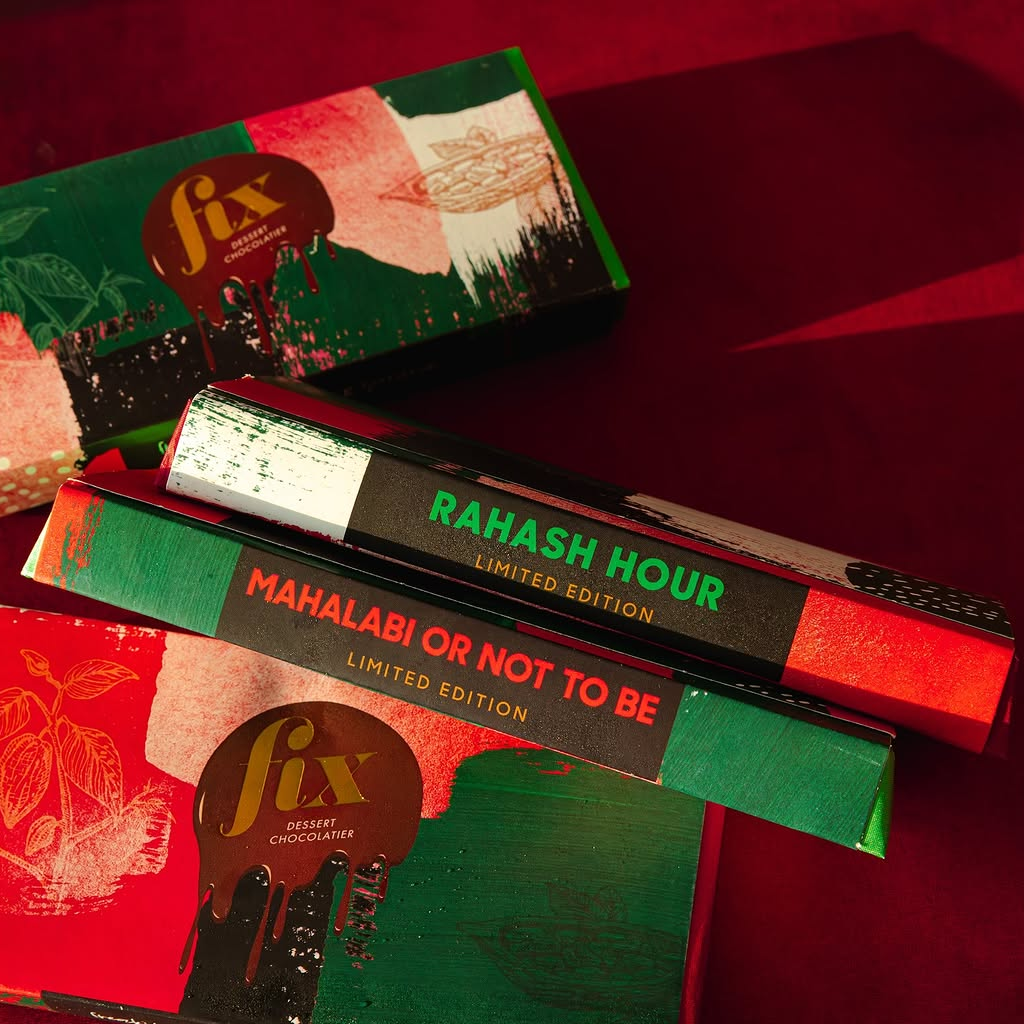 fix
DESSERT
CHOCOLATIER
RAHASH HOUR
LIMITED EDITION
MAHALABI OR NOT TO BE
LIMITED EDITION
fix
DESSERT
CHOCOLATIER